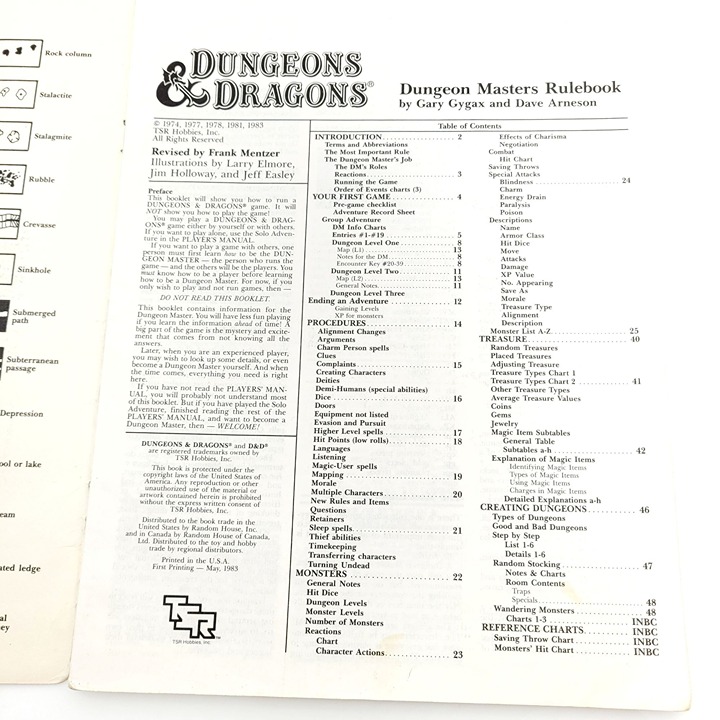 Rock column
Stalactite
Stalagmite
Rubble
Crevasse
Sinkhole
Submerged
path
Subterranean
passage
Depression
ool or lake
eam
ated ledge
al
ey
DUNGEONS
& DRAGONS®
Dungeon Masters Rulebook
by Gary Gygax and Dave Arneson
© 1974, 1977, 1978, 1981, 1983
TSR Hobbies, Inc.
All Rights Reserved
Revised by Frank Mentzer
Illustrations by Larry Elmore,
Jim Holloway, and Jeff Easley
Preface
This booklet will show you how to run a
DUNGEONS & DRAGONS® game. It will
NOT show you how to play the game!
You may play a DUNGEONS & DRAG-
ONS® game either by yourself or with others.
If you want to play alone, use the Solo Adven-
ture in the PLAYER'S MANUAL.
If you want to play a game with others, one
person must first learn how to be the DUN-
GEON MASTER — the person who runs the
game — and the others will be the players. You
must know how to be a player before learning
how to be a Dungeon Master. For now, if you
only wish to play and not run games, then —
DO NOT READ THIS BOOKLET.
This booklet contains information for the
Dungeon Master. You will have less fun playing
if you learn the information ahead of time! A
big part of the game is the mystery and excite-
ment that comes from not knowing all the
answers.
Later, when you are an experienced player,
you may wish to look up some details, or even
become a Dungeon Master yourself. And when
the time comes, everything you need is right
here.
If you have not read the PLAYERS' MAN-
UAL, you will probably not understand most
of this booklet. But if you have played the Solo
Adventure, finished reading the rest of the
PLAYERS' MANUAL, and want to become a
Dungeon Master, then — WELCOME!
DUNGEONS & DRAGONS® and D&D®
are registered trademarks owned by
TSR Hobbies, Inc.
This book is protected under the
copyright laws of the United States of
America. Any reproduction or other
unauthorized use of the material or
artwork contained herein is prohibited
without the express written consent of
TSR Hobbies, Inc.
Distributed to the book trade in the
United States by Random House, Inc.
and in Canada by Random House of Canada,
Ltd. Distributed to the toy and hobby
trade by regional distributors.
Printed in the U.S.A.
First Printing — May, 1983
TSR™
TSR Hobbies, Inc.
Table of Contents
INTRODUCTION 2
Terms and Abbreviations
The Most Important Rule
The Dungeon Master's Job
The DM's Roles
Reactions 3
Running the Game
Order of Events charts (3)
YOUR FIRST GAME 4
Pre-game checklist
Adventure Record Sheet
Group Adventure
DM Info Charts
Entries #1-#19 5
Dungeon Level One 8
Map (L1) 13
Notes for the DM 8
Encounter Key #20-39 8
Dungeon Level Two 11
Map (L2) 13
General Notes 11
Dungeon Level Three
Ending an Adventure 12
Gaining Levels
XP for monsters
PROCEDURES 14
Alignment Changes
Arguments
Charm Person spells
Clues
Complaints 15
Creating Characters
Deities
Demi-Humans (special abilities)
Dice 16
Doors
Equipment not listed
Evasion and Pursuit
Higher Level spells 17
Hit Points (low rolls) 18
Languages
Listening
Magic-User spells
Mapping 19
Morale
Multiple Characters 20
New Rules and Items
Questions
Retainers
Sleep spells 21
Thief abilities
Timekeeping
Transferring characters
Turning Undead
MONSTERS 22
General Notes
Hit Dice
Dungeon Levels
Monster Levels
Number of Monsters
Reactions
Chart
Character Actions 23
Effects of Charisma
Negotiation
Combat
Hit Chart
Saving Throws
Special Attacks
Blindness 24
Charm
Energy Drain
Paralysis
Poison
Descriptions
Name
Armor Class
Hit Dice
Move
Attacks
Damage
XP Value
No. Appearing
Save As
Morale
Treasure Type
Alignment
Description
Monster List A-Z 25
TREASURE 40
Random Treasures
Placed Treasures
Adjusting Treasure
Treasure Types Chart 1
Treasure Types Chart 2 41
Other Treasure Types
Average Treasure Values
Coins
Gems
Jewelry
Magic Item Subtables
General Table
Subtables a-h 42
Explanation of Magic Items
Identifying Magic Items
Types of Magic Items
Using Magic Items
Charges in Magic Items
Detailed Explanations a-h
CREATING DUNGEONS 46
Types of Dungeons
Good and Bad Dungeons
Step by Step
List 1-6
Details 1-6
Random Stocking 47
Notes & Charts
Room Contents
Traps
Specials 48
Wandering Monsters 48
Charts 1-3 INBC
REFERENCE CHARTS INBC
Saving Throw Chart INBC
Monsters' Hit Chart INBC